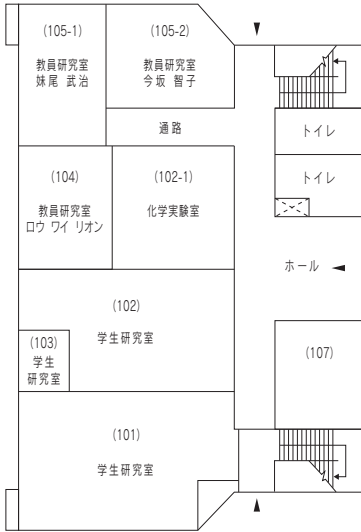 (105-1)
教員研究室
妹尾 武治
(105-2)
教員研究室
今坂 智子
通路
トイレ
トイレ
(104)
教員研究室
ロウ ワイ リオン
(102-1)
化学実験室
ホール
(102)
学生研究室
(103)
学生
研究室
(107)
(101)
学生研究室